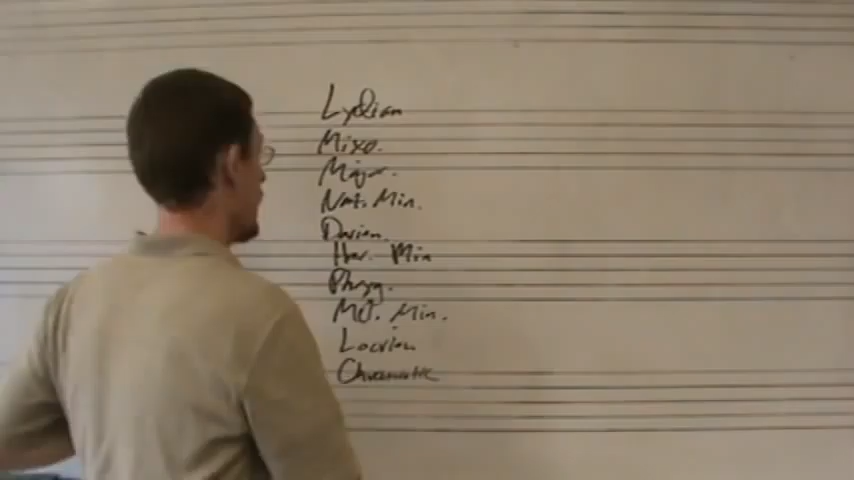 Lydian
Mixo.
Major.
Nat. Min.
Dorian
Har. Min
Phryg.
Mel. Min.
Locrian
Chromatic